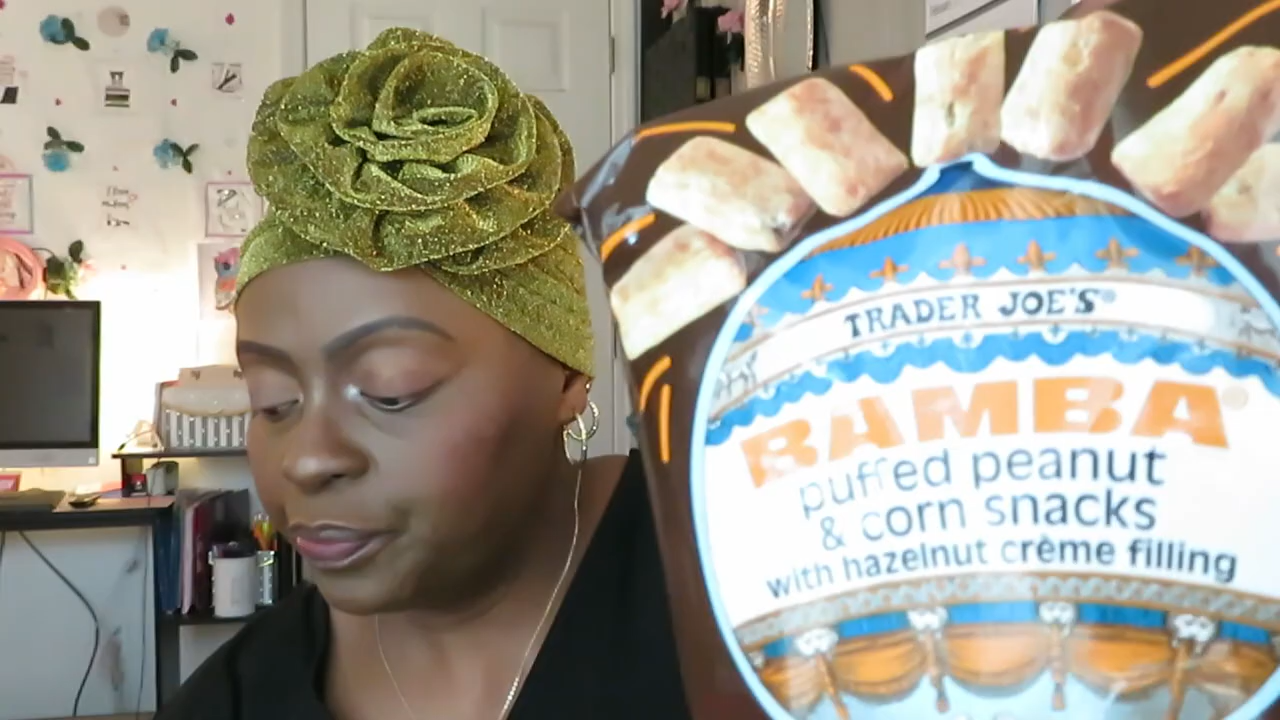 TRADER JOE'S®
BAMBA®
puffed peanut
& corn snacks
with hazelnut crème filling